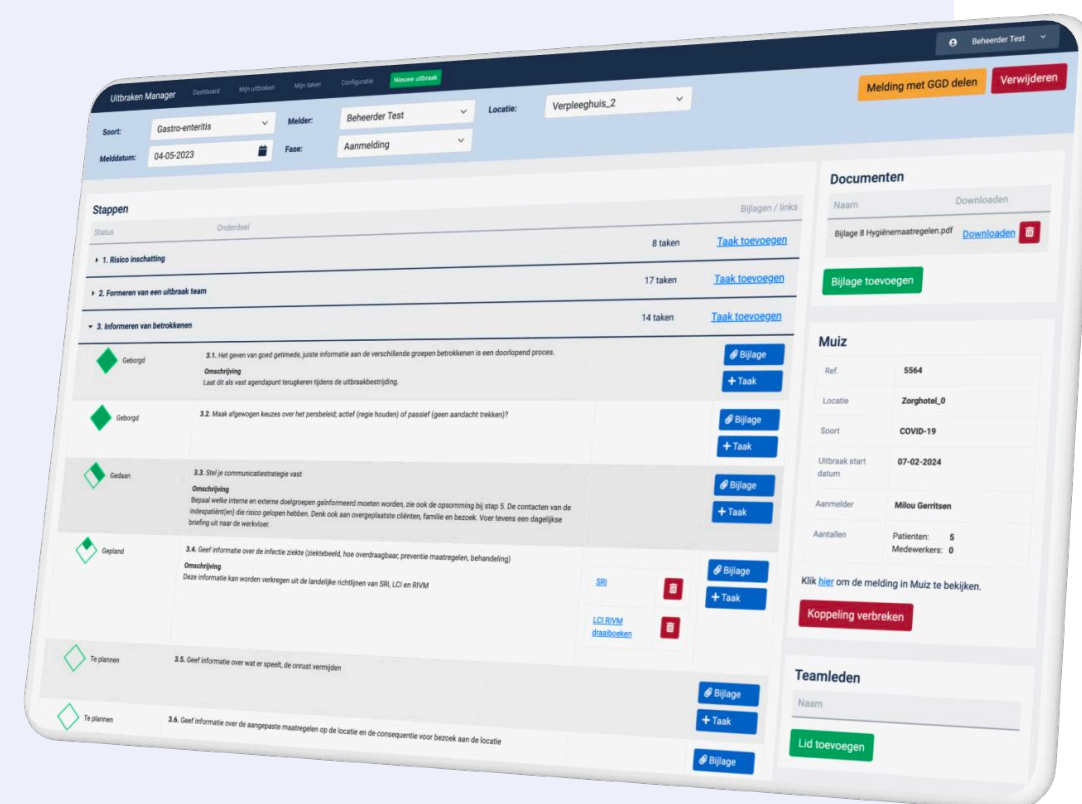 Uitbraken Manager Dashboard Mijn uitbraken Mijn taken Configuratie Nieuwe uitbraak Beheerder Test
Soort: Gastro-enteritis Melder: Beheerder Test Locatie: Verpleeghuis_2 Melding met GGD delen Verwijderen
Melddatum: 04-05-2023 Fase: Aanmelding
Stappen
Status Onderdeel Bijlagen / links
1. Risico inschatting 8 taken Taak toevoegen
2. Formeren van een uitbraak team 17 taken Taak toevoegen
3. Informeren van betrokkenen 14 taken Taak toevoegen
Geborgd 3.1. Het geven van goed getimede, juiste informatie aan de verschillende groepen betrokkenen is een doorlopend proces. Bijlage
Omschrijving
Laat dit als vast agendapunt terugkeren tijdens de uitbraakbestrijding. + Taak
Geborgd 3.2. Maak afgewogen keuzes over het persbeleid; actief (regie houden) of passief (geen aandacht trekken)? Bijlage
+ Taak
Gedaan 3.3. Stel je communicatiestrategie vast Bijlage
Omschrijving
Bepaal welke interne en externe doelgroepen geïnformeerd moeten worden, zie ook de opsomming bij stap 5. De contacten van de + Taak
indexpatiënt(en) die risico gelopen hebben. Denk ook aan overgeplaatste cliënten, familie en bezoek. Voer tevens een dagelijkse
briefing uit naar de werkvloer.
Gepland 3.4. Geef informatie over de infectie ziekte (ziektebeeld, hoe overdraagbaar, preventie maatregelen, behandeling) Bijlage
Omschrijving
Deze informatie kan worden verkregen uit de landelijke richtlijnen van SRI, LCI en RIVM SRI + Taak
LCI RIVM
draaiboeken
Te plannen 3.5. Geef informatie over wat er speelt, de onrust vermijden Bijlage
+ Taak
Te plannen 3.6. Geef informatie over de aangepaste maatregelen op de locatie en de consequentie voor bezoek aan de locatie Bijlage
Documenten
Naam Downloaden
Bijlage 8 Hygiënemaatregelen.pdf Downloaden
Bijlage toevoegen
Muiz
Ref. 5564
Locatie Zorghotel_0
Soort COVID-19
Uitbraak start 07-02-2024
datum
Aanmelder Milou Gerritsen
Aantallen Patienten: 5
Medewerkers: 0
Klik hier om de melding in Muiz te bekijken.
Koppeling verbreken
Teamleden
Naam
Lid toevoegen